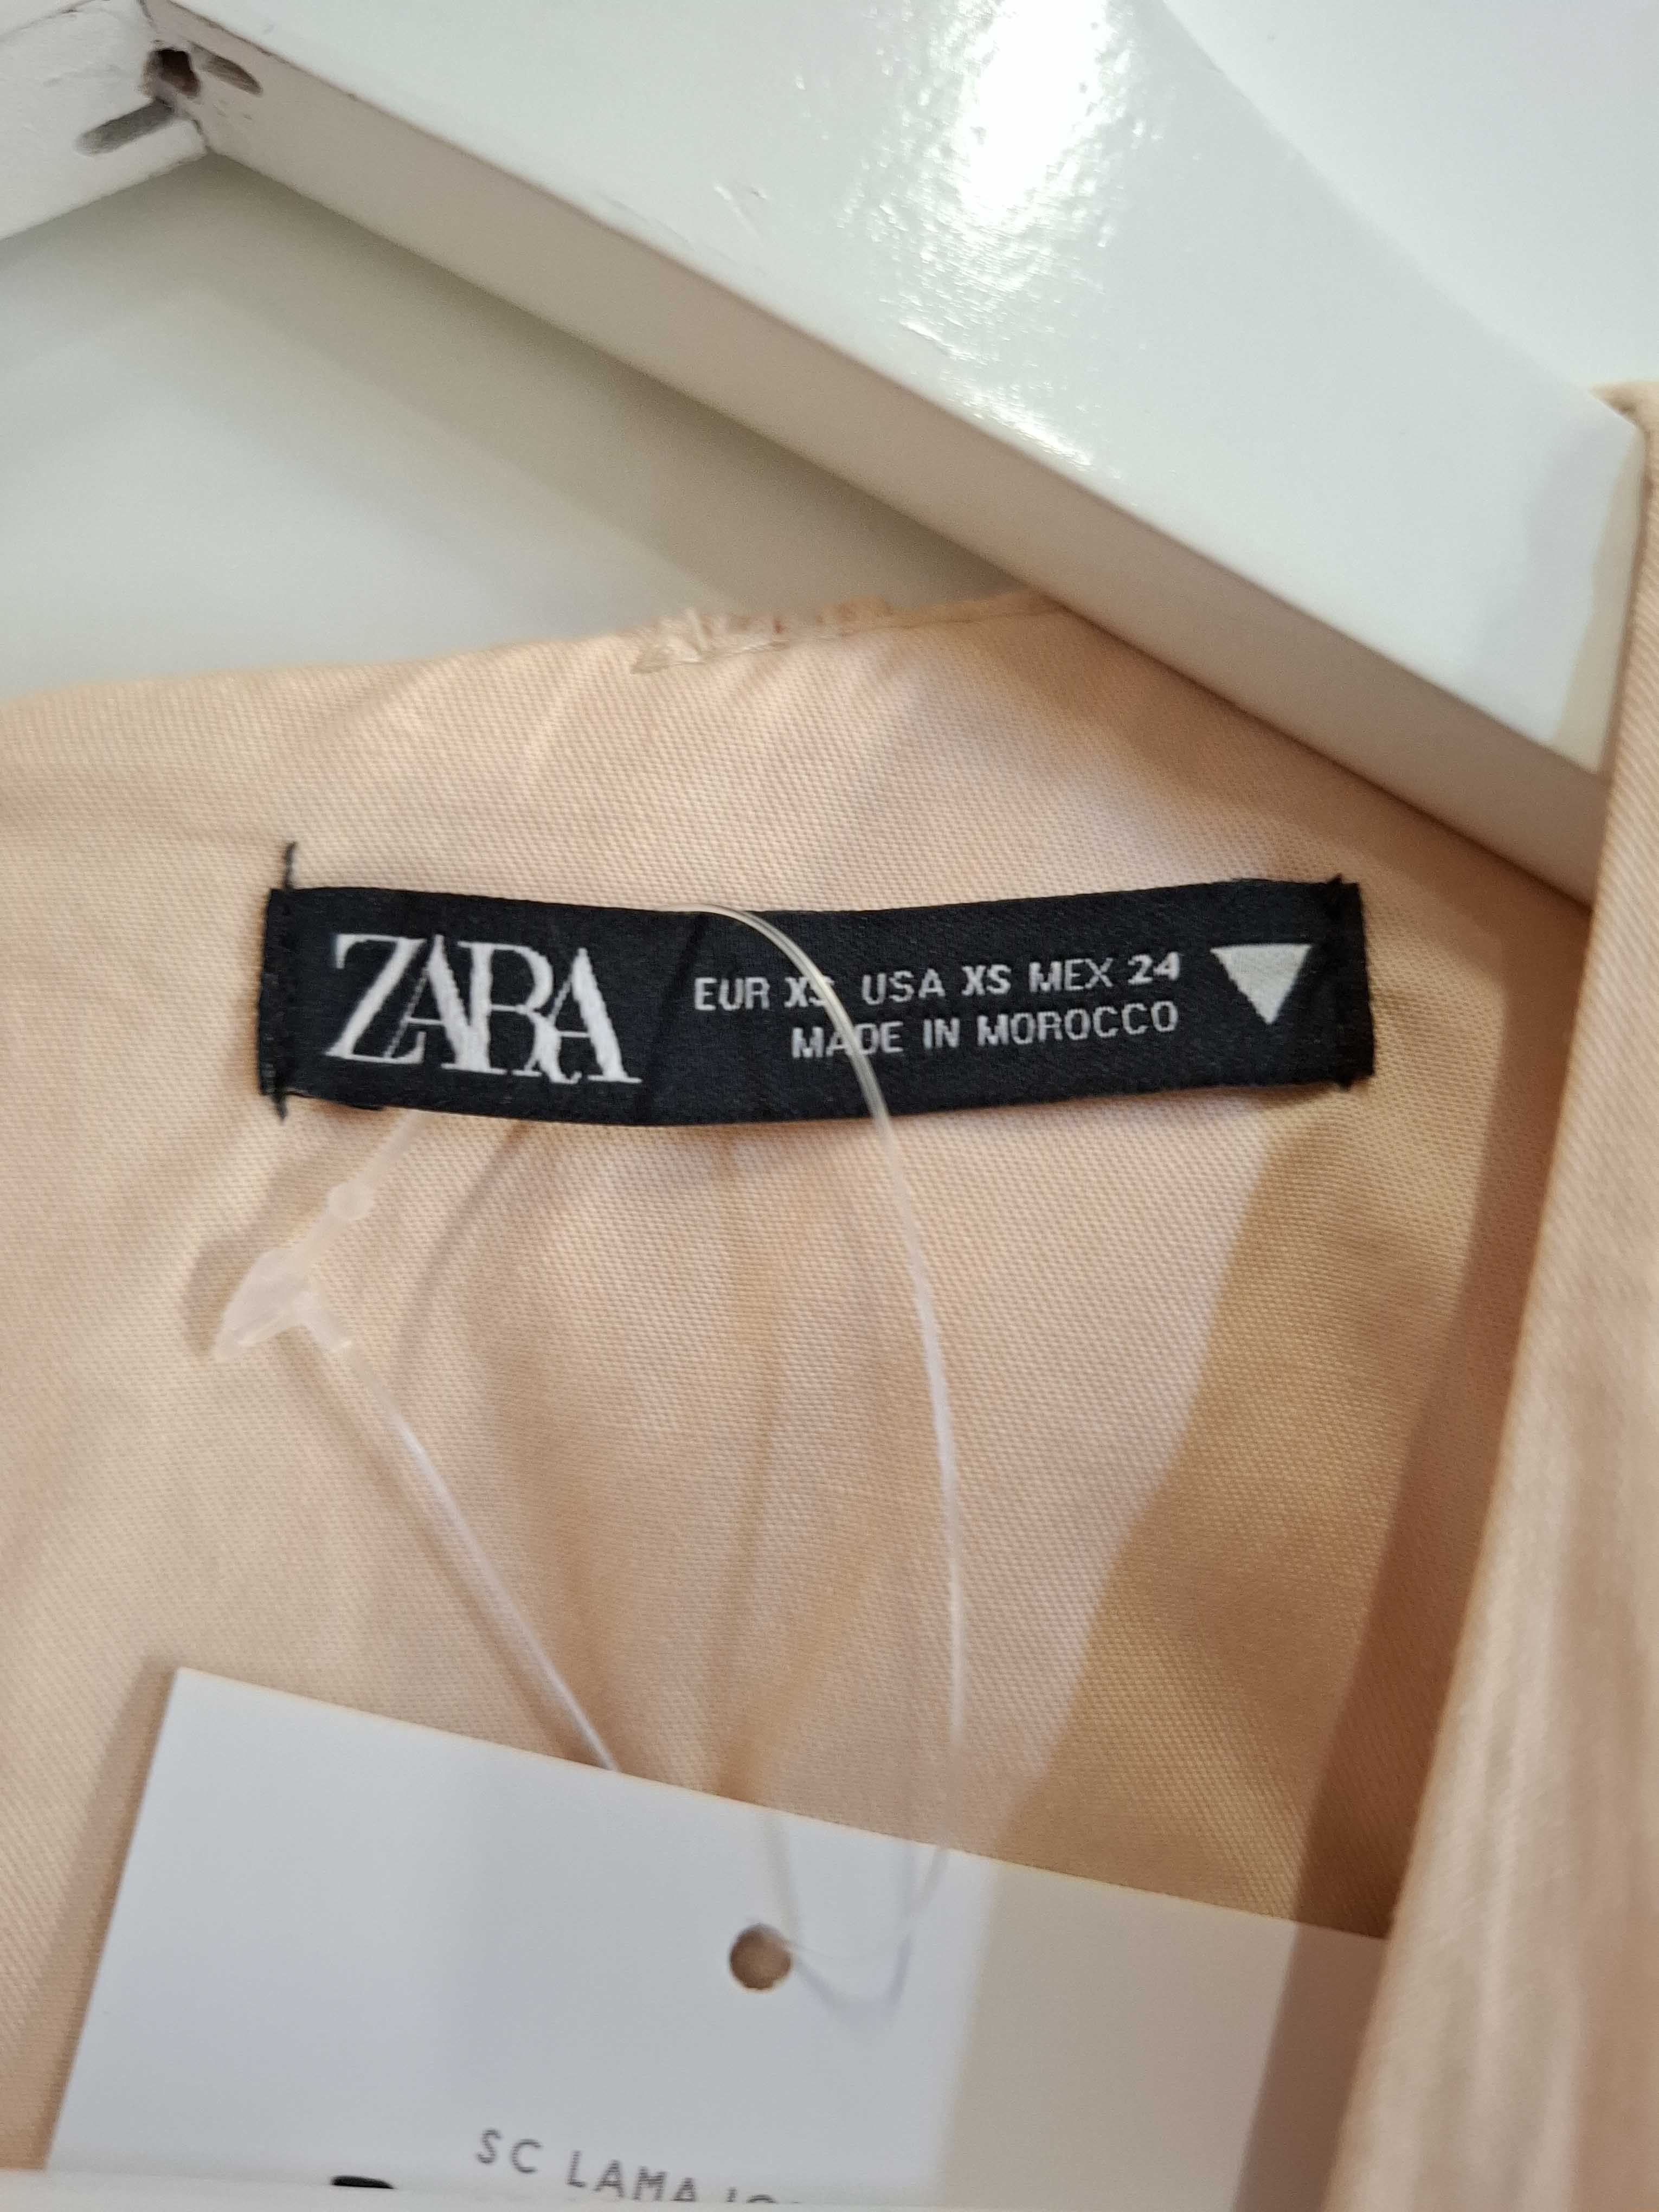 ZARA
EUR XS USA XS MEX 24
MADE IN MOROCCO
SC LAMA